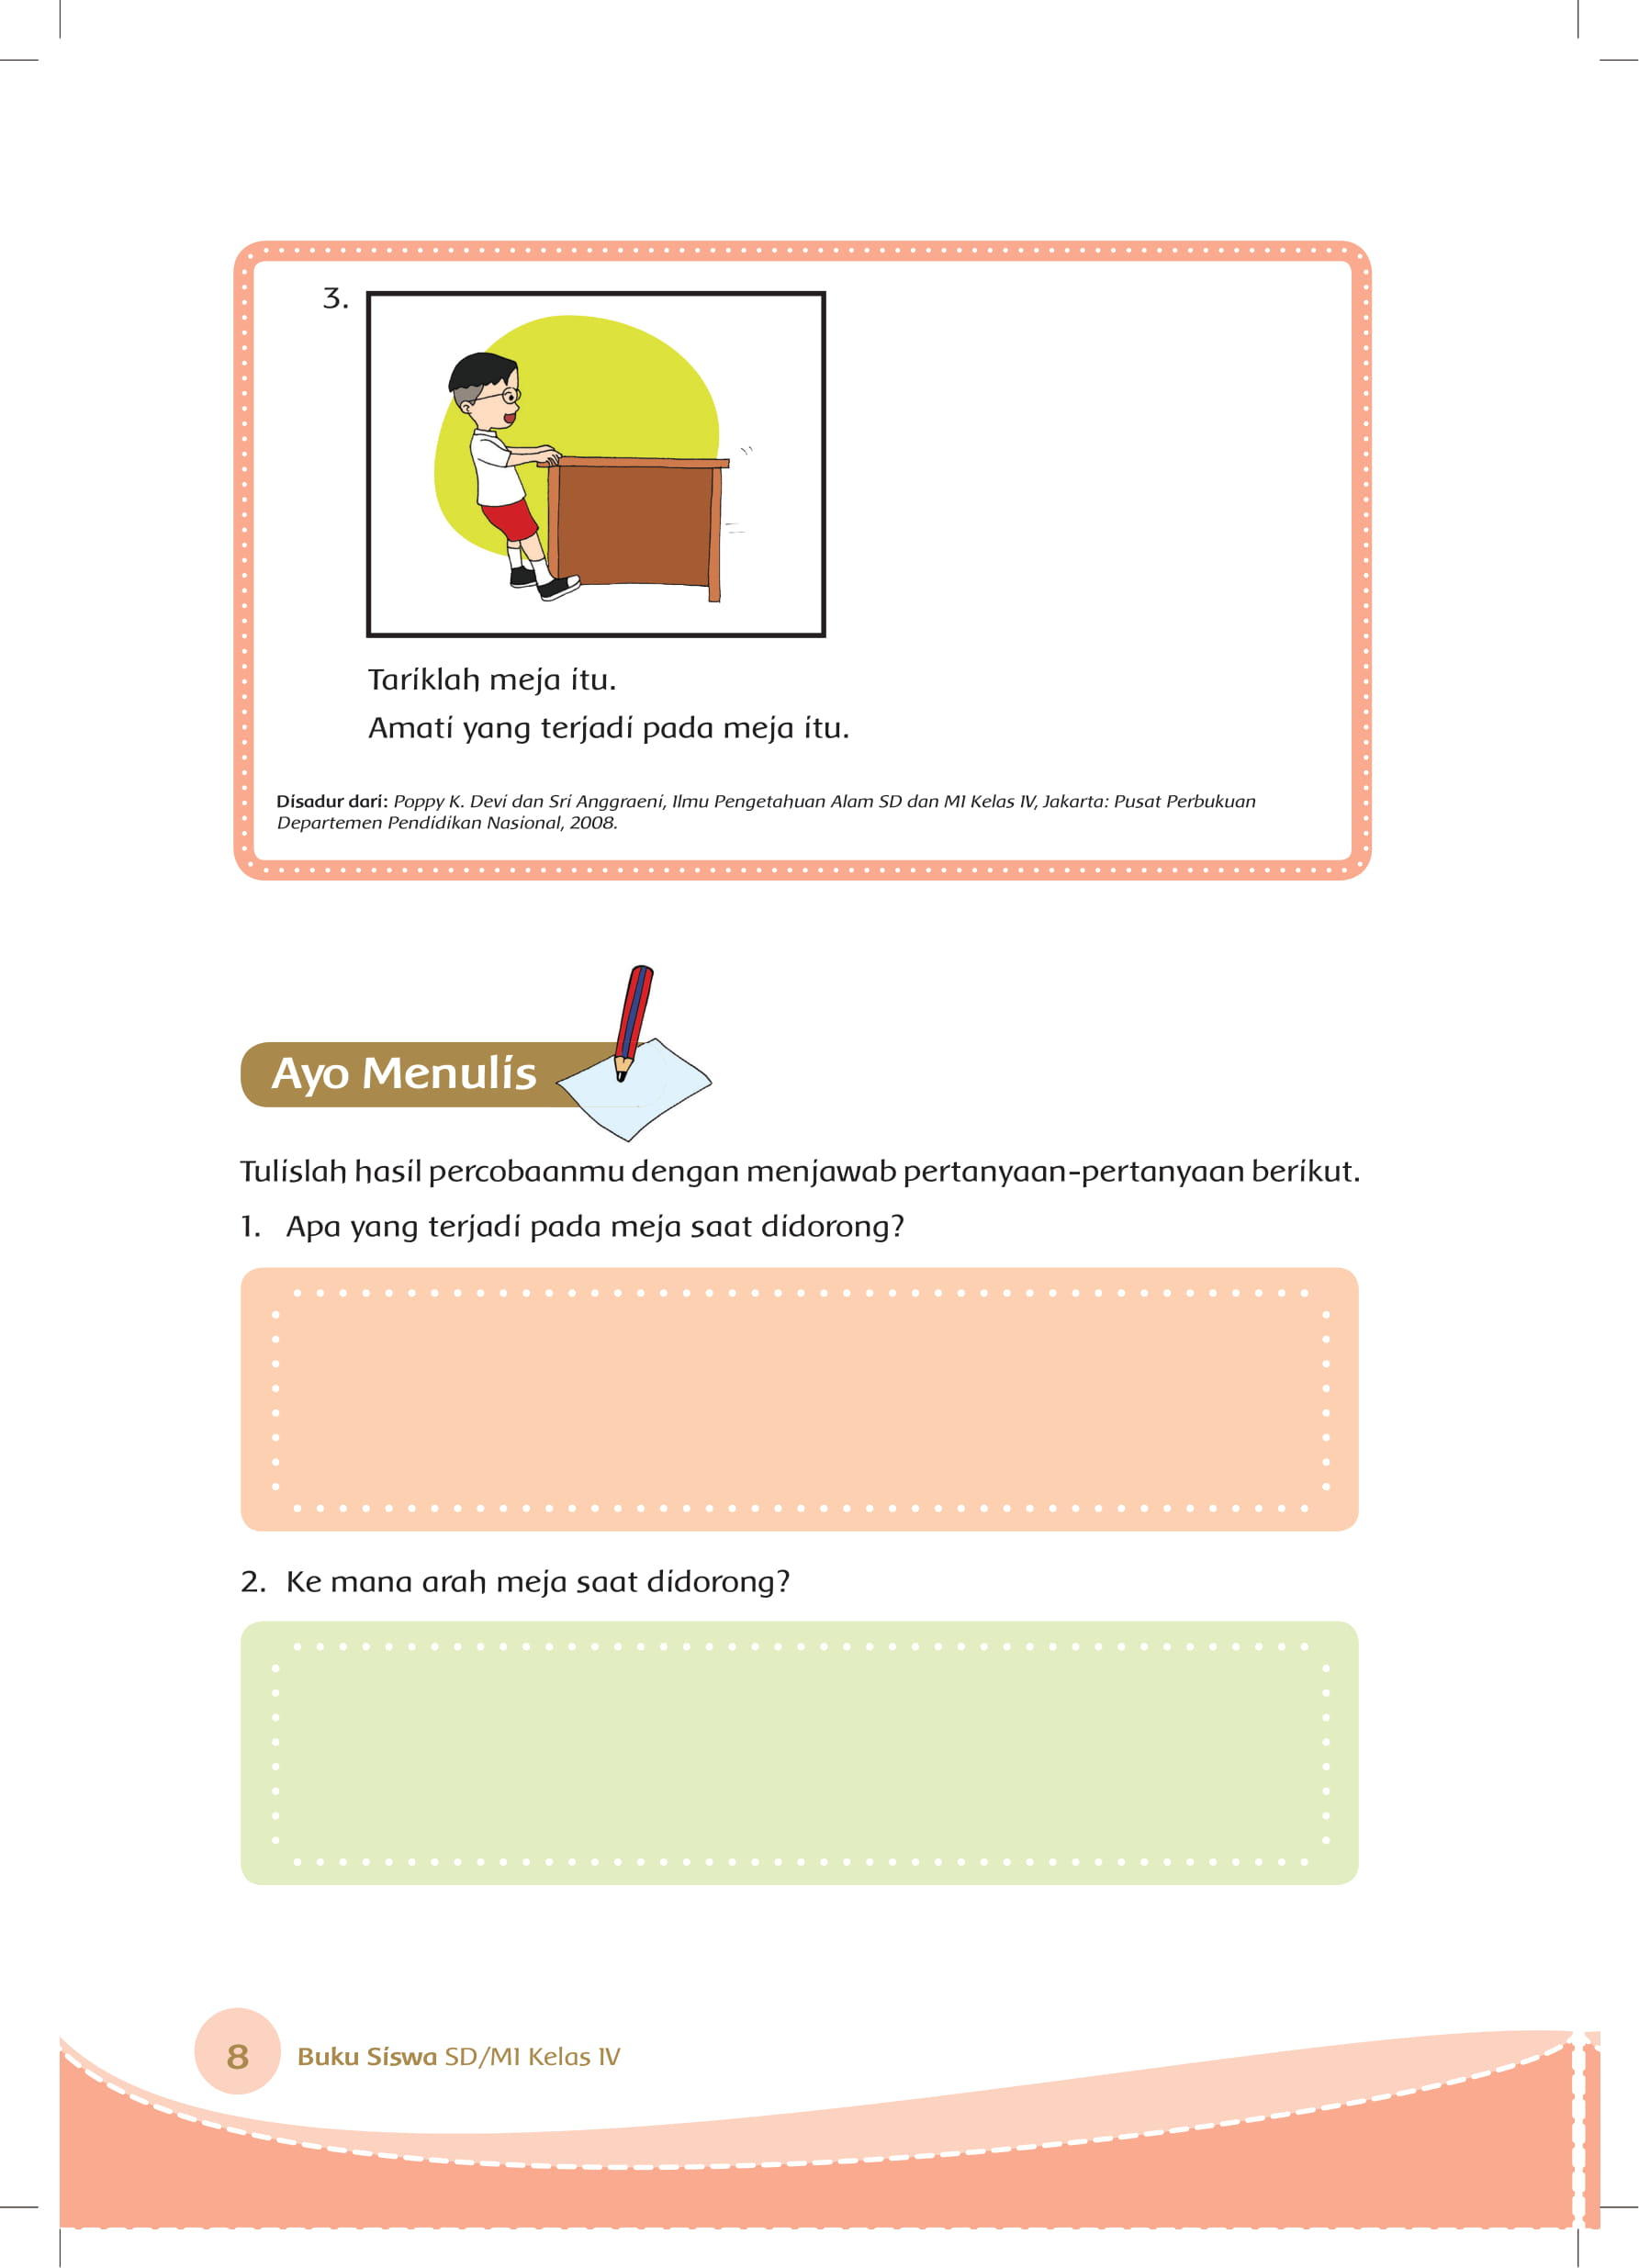 3.
Tariklah meja itu.
Amati yang terjadi pada meja itu.
Disadur dari: Poppy K. Devi dan Sri Anggraeni, Ilmu Pengetahuan Alam SD dan MI Kelas IV, Jakarta: Pusat Perbukuan
Departemen Pendidikan Nasional, 2008.
Ayo Menulis
Tulislah hasil percobaanmu dengan menjawab pertanyaan-pertanyaan berikut.
1. Apa yang terjadi pada meja saat didorong?
2. Ke mana arah meja saat didorong?
8 Buku Siswa SD/MI Kelas IV